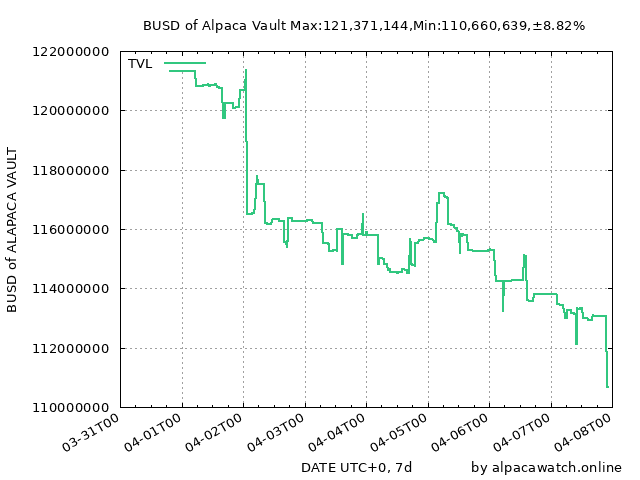 BUSD of Alpaca Vault Max:121,371,144,Min:110,660,639,±8.82%
TVL
122000000
120000000
118000000
116000000
114000000
112000000
110000000
BUSD of ALAPACA VAULT
03-31T00
04-01T00
04-02T00
04-03T00
04-04T00
04-05T00
04-06T00
04-07T00
04-08T00
DATE UTC+0, 7d
by alpacawatch.online